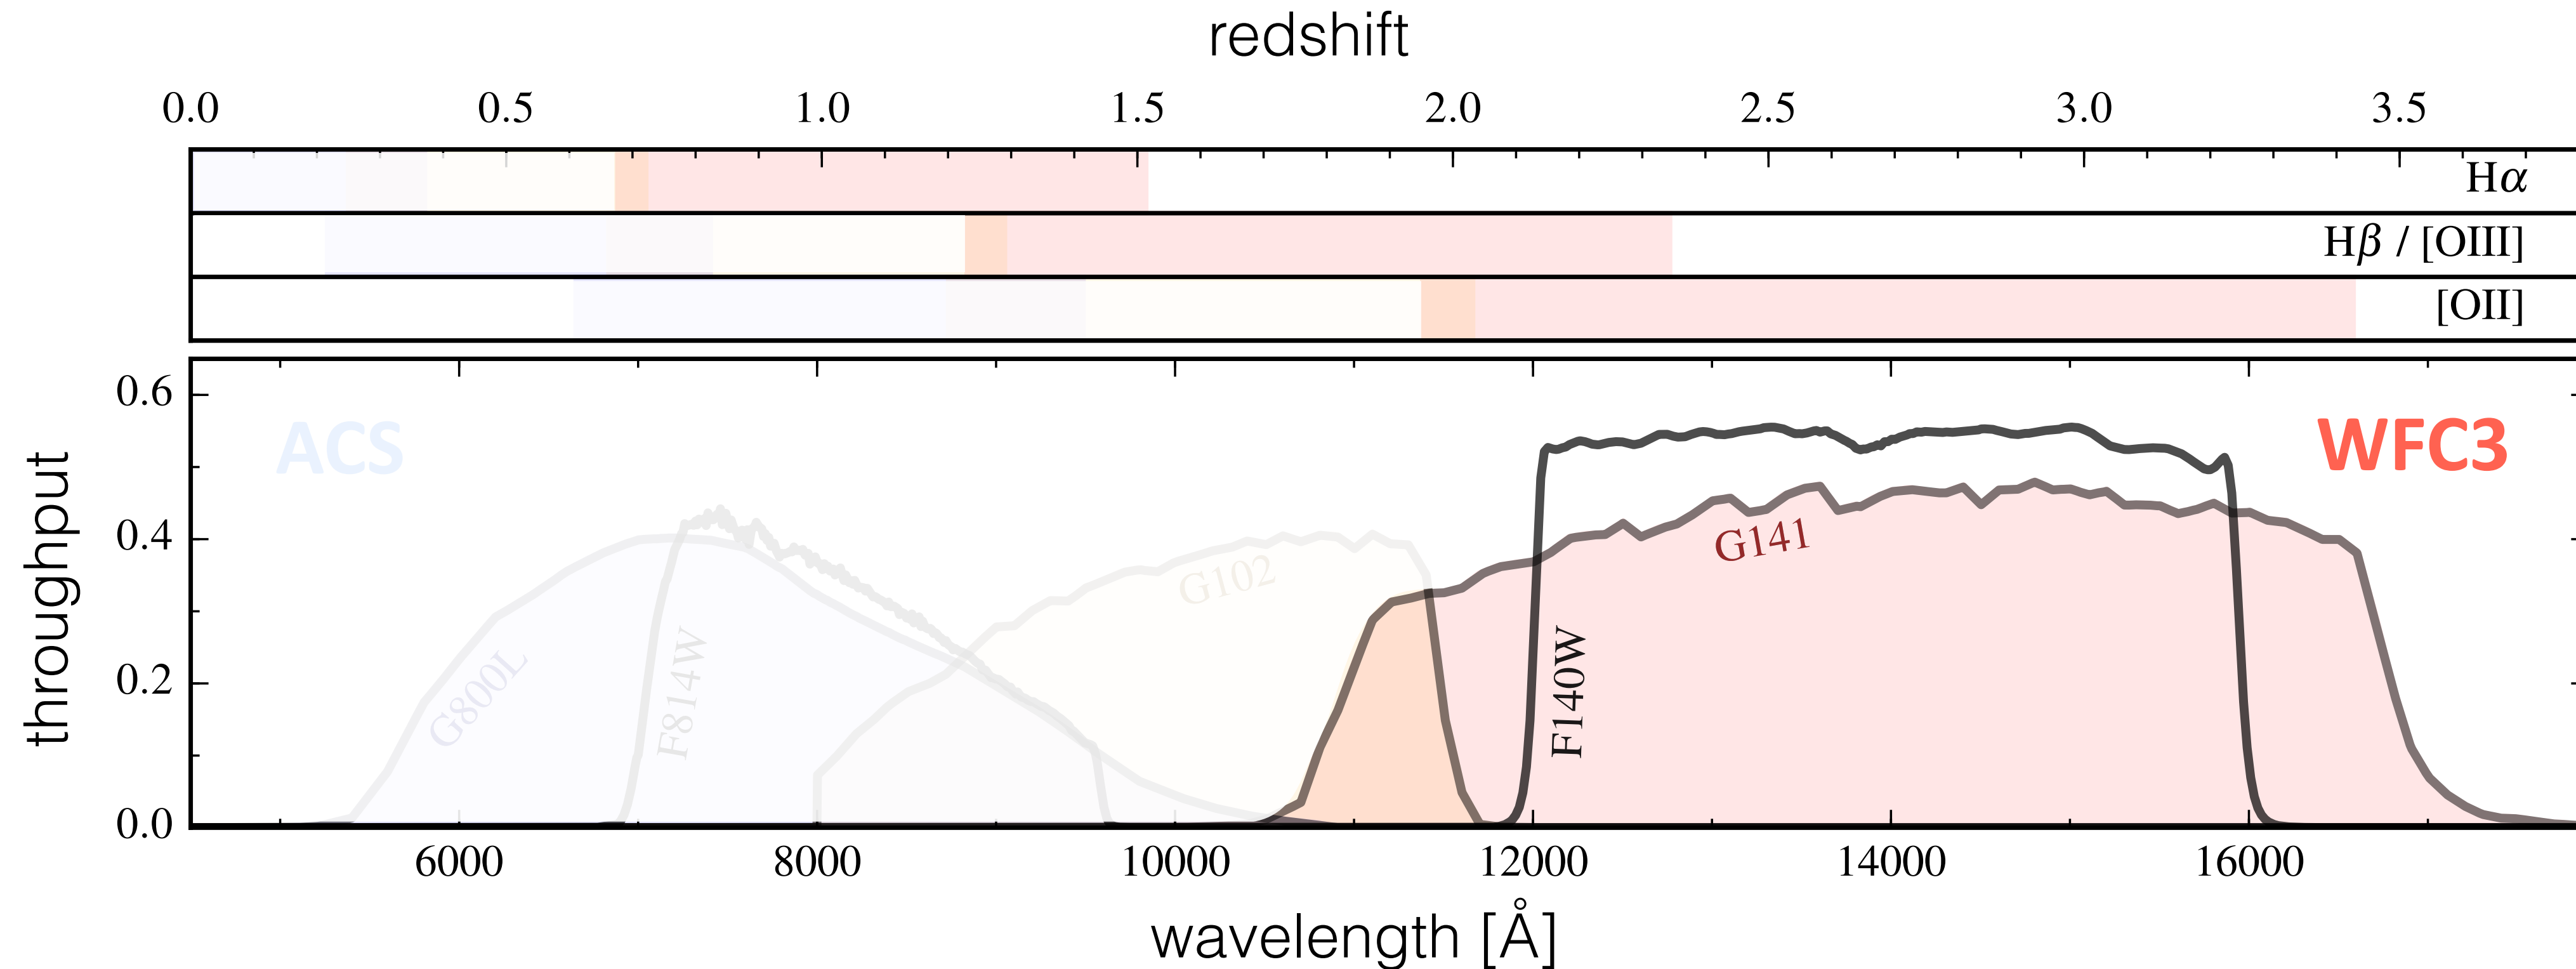 redshift
0.0 0.5 1.0 1.5 2.0 2.5 3.0 3.5
Hα
Hβ / [OIII]
[OII]
throughput
0.6
0.4
0.2
0.0
ACS
WFC3
G800L
F814W
G102
G141
F140W
6000 8000 10000 12000 14000 16000
wavelength [Å]